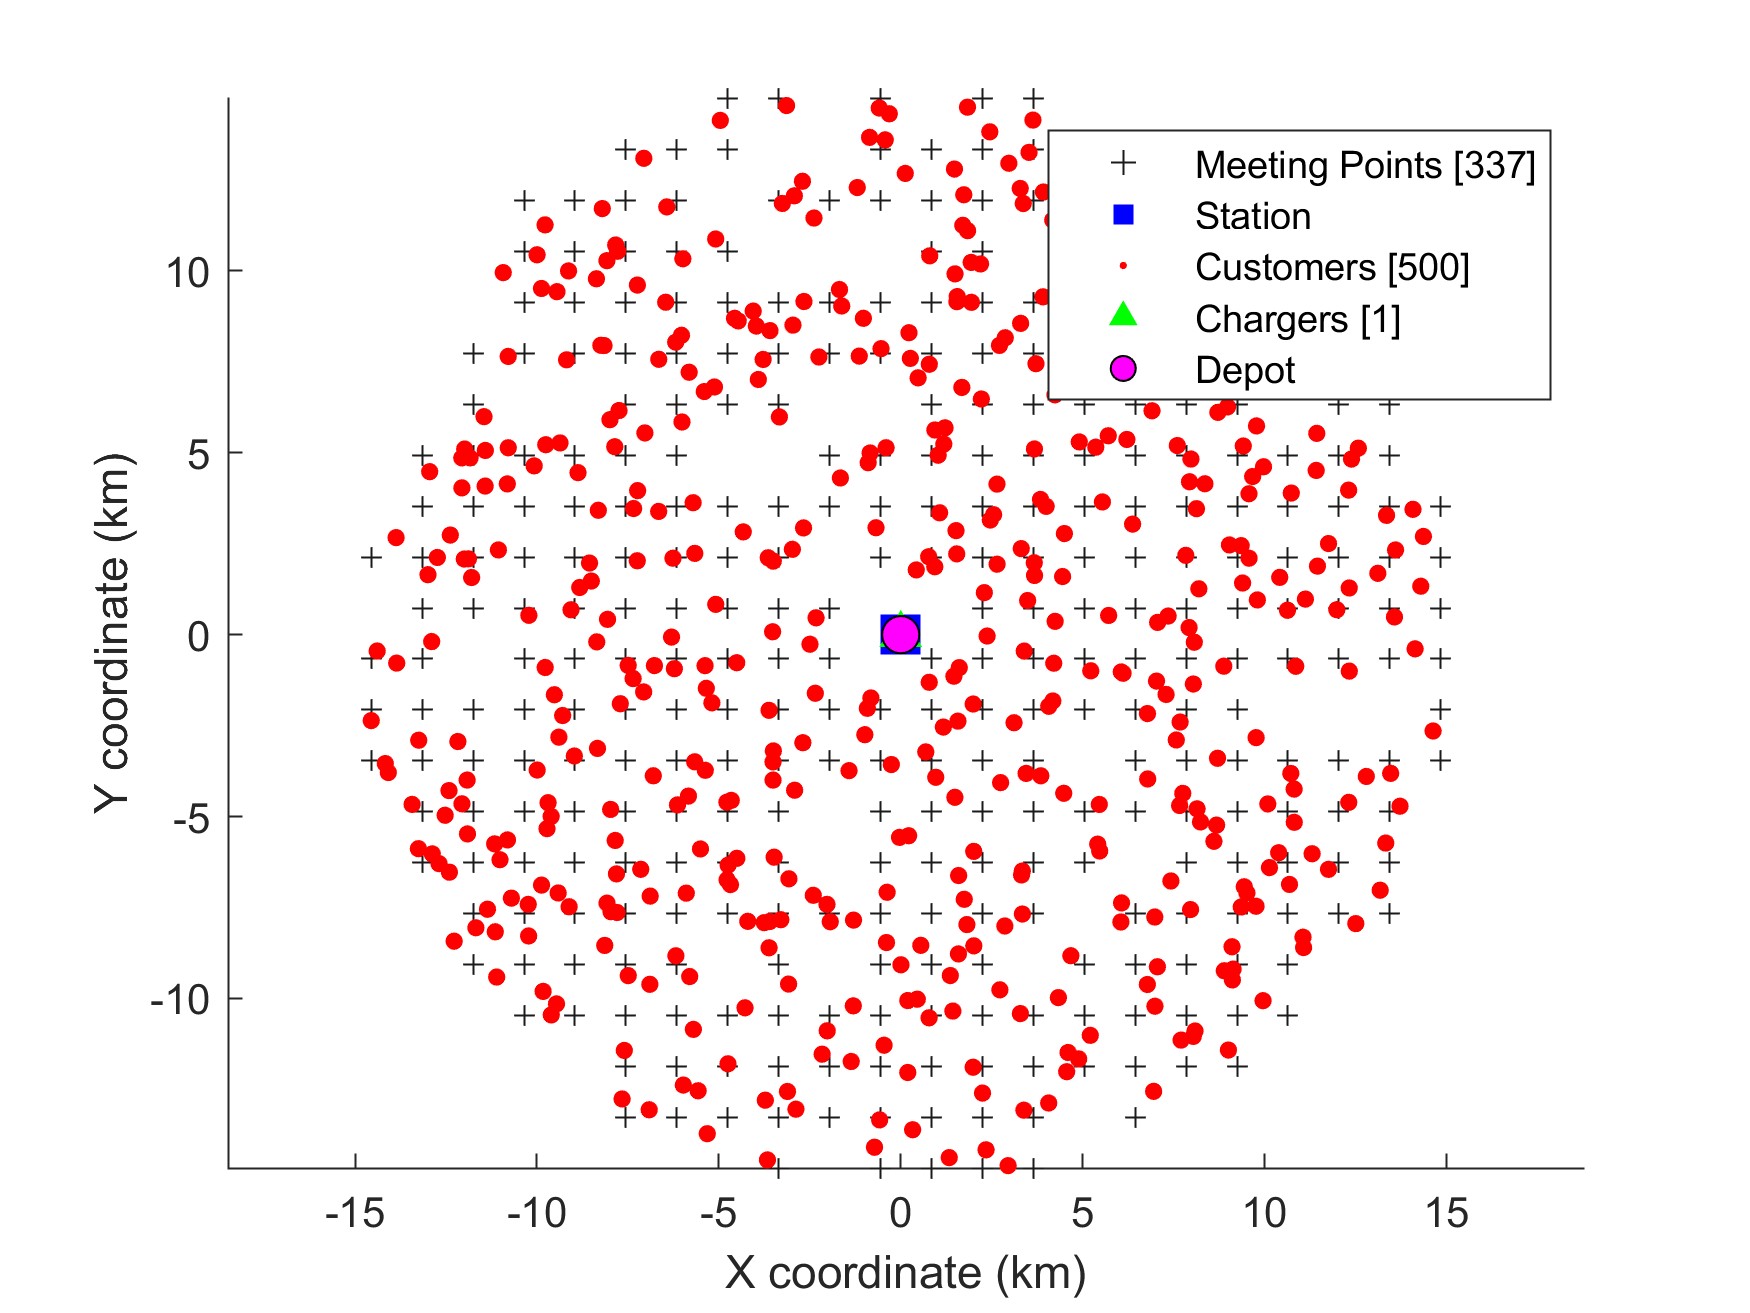 Meeting Points [337]
Station
Customers [500]
Chargers [1]
Depot
10
5
0
-5
-10
Y coordinate (km)
-15 -10 -5 0 5 10 15
X coordinate (km)